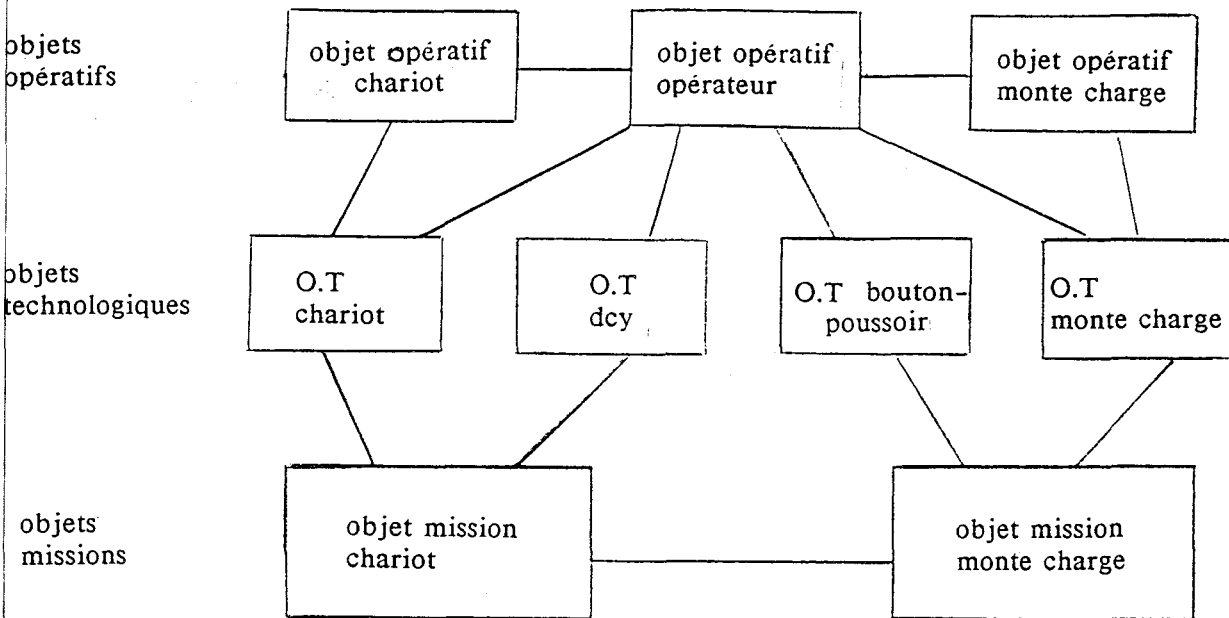 objets
opératifs
objet opératif
chariot
objet opératif
opérateur
objet opératif
monte charge
objets
technologiques
O.T
chariot
O.T
dcy
O.T bouton-
poussoir
O.T
monte charge
objets
missions
objet mission
chariot
objet mission
monte charge